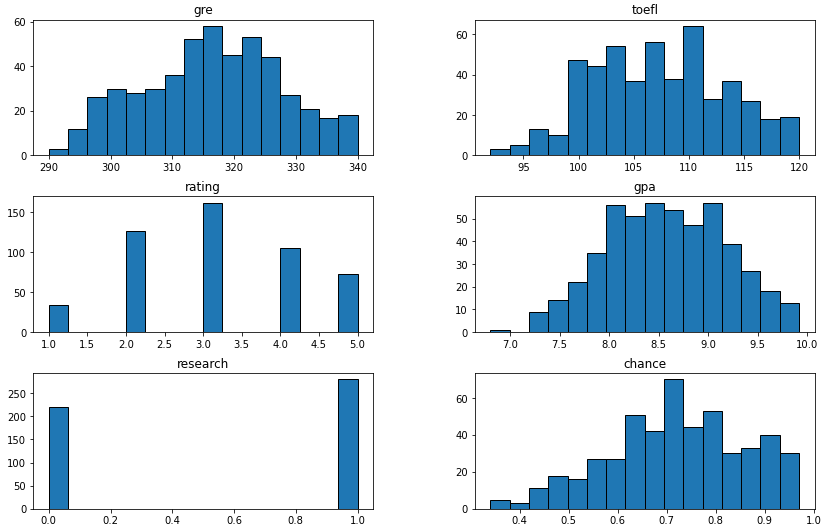 gre
60
40
20
0
290 300 310 320 330 340
toefl
60
40
20
0
95 100 105 110 115 120
rating
150
100
50
0
1.0 1.5 2.0 2.5 3.0 3.5 4.0 4.5 5.0
gpa
50
40
30
20
10
0
7.0 7.5 8.0 8.5 9.0 9.5 10.0
research
250
200
150
100
50
0
0.0 0.2 0.4 0.6 0.8 1.0
chance
60
40
20
0
0.4 0.5 0.6 0.7 0.8 0.9 1.0